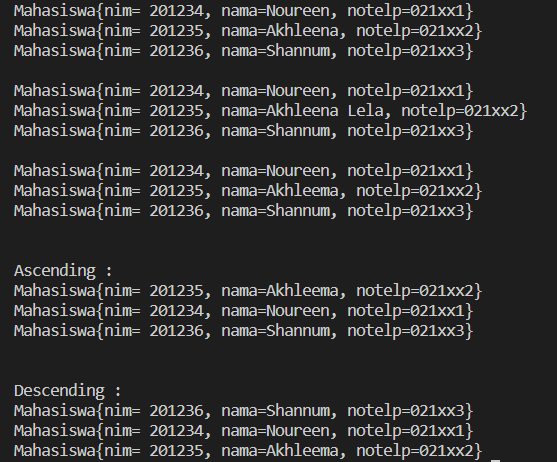 Mahasiswa{nim= 201234, nama=Noureen, notelp=021xx1}
Mahasiswa{nim= 201235, nama=Akhleena, notelp=021xx2}
Mahasiswa{nim= 201236, nama=Shannum, notelp=021xx3}
Mahasiswa{nim= 201234, nama=Noureen, notelp=021xx1}
Mahasiswa{nim= 201235, nama=Akhleena Lela, notelp=021xx2}
Mahasiswa{nim= 201236, nama=Shannum, notelp=021xx3}
Mahasiswa{nim= 201234, nama=Noureen, notelp=021xx1}
Mahasiswa{nim= 201235, nama=Akhleema, notelp=021xx2}
Mahasiswa{nim= 201236, nama=Shannum, notelp=021xx3}
Ascending :
Mahasiswa{nim= 201235, nama=Akhleema, notelp=021xx2}
Mahasiswa{nim= 201234, nama=Noureen, notelp=021xx1}
Mahasiswa{nim= 201236, nama=Shannum, notelp=021xx3}
Descending :
Mahasiswa{nim= 201236, nama=Shannum, notelp=021xx3}
Mahasiswa{nim= 201234, nama=Noureen, notelp=021xx1}
Mahasiswa{nim= 201235, nama=Akhleema, notelp=021xx2}